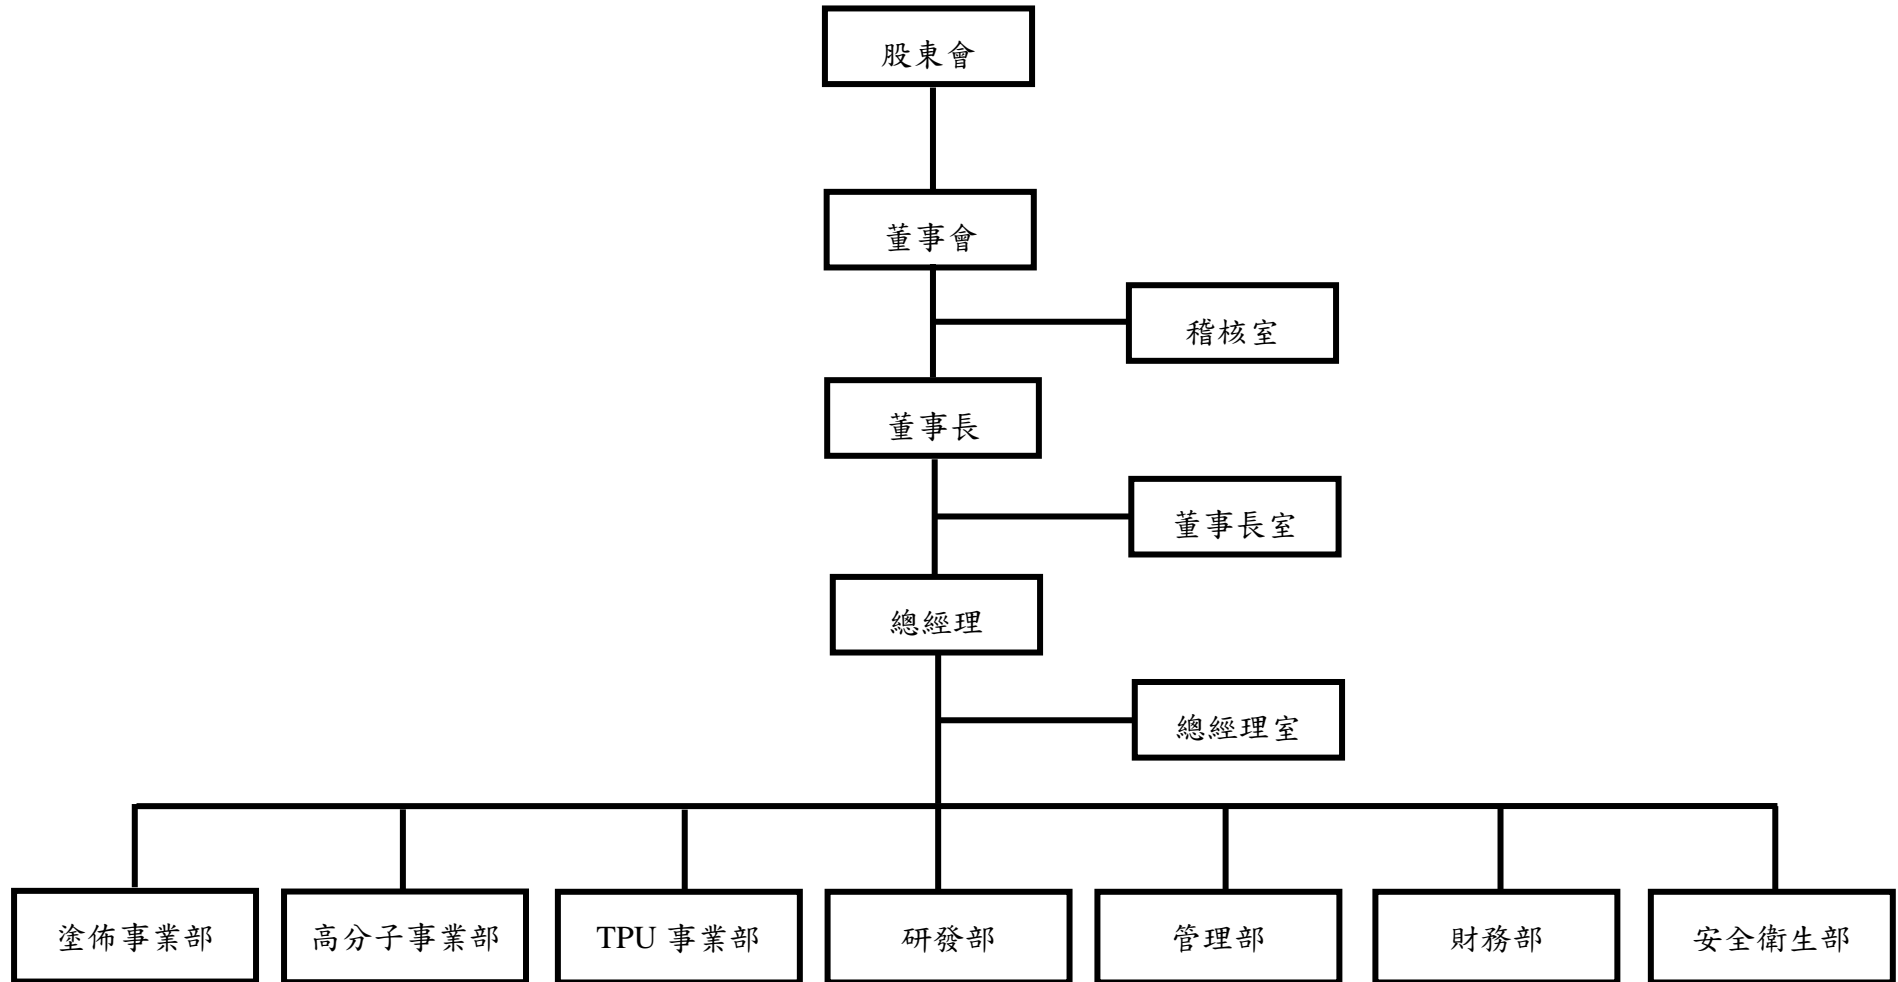 股東會
董事會
稽核室
董事長
董事長室
總經理
總經理室
塗佈事業部
高分子事業部
TPU 事業部
研發部
管理部
財務部
安全衛生部